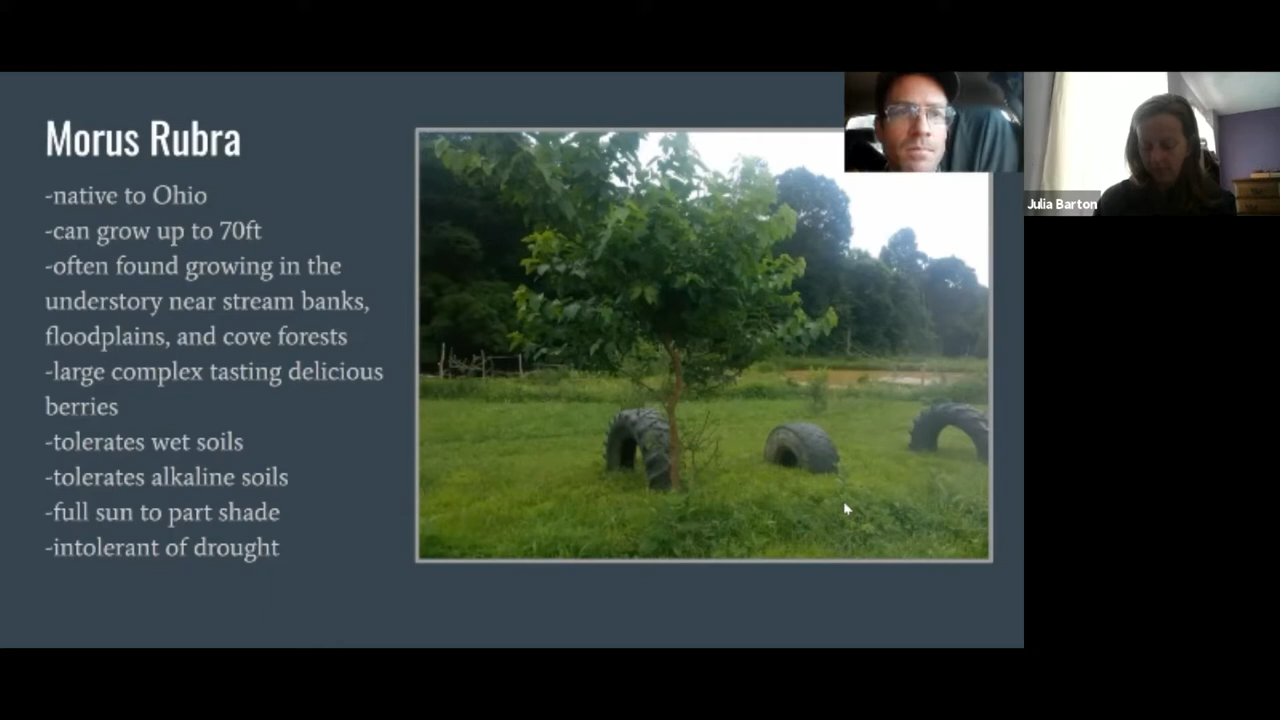 Morus Rubra
-native to Ohio
-can grow up to 70ft
-often found growing in the
understory near stream banks,
floodplains, and cove forests
-large complex tasting delicious
berries
-tolerates wet soils
-tolerates alkaline soils
-full sun to part shade
-intolerant of drought
Julia Barton